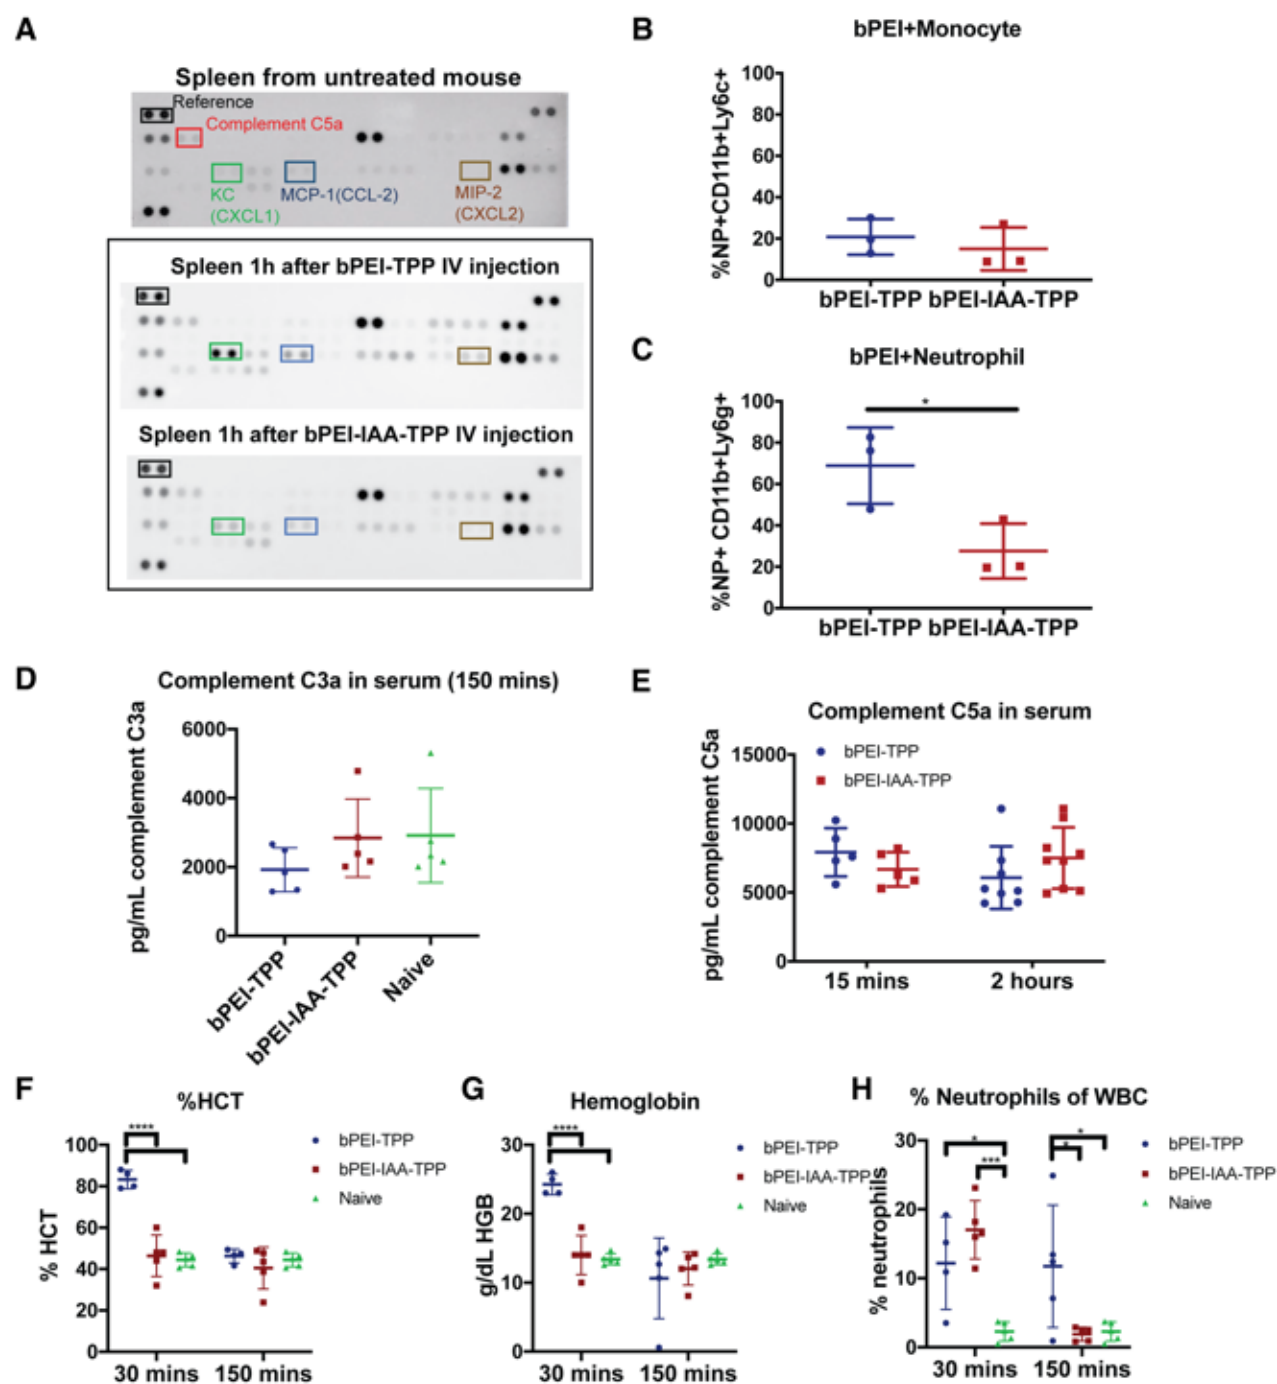 A
Spleen from untreated mouse
Reference
Complement C5a
KC
(CXCL1)
MCP-1(CCL-2)
MIP-2
(CXCL2)
Spleen 1h after bPEI-TPP IV injection
Spleen 1h after bPEI-IAA-TPP IV injection
B
bPEI+Monocyte
%NP+CD11b+Ly6c+
100
80
60
40
20
0
bPEI-TPP bPEI-IAA-TPP
C
bPEI+Neutrophil
%NP+ CD11b+Ly6g+
100
80
60
40
20
0
*
bPEI-TPP bPEI-IAA-TPP
D
Complement C3a in serum (150 mins)
pg/mL complement C3a
6000
4000
2000
0
bPEI-TPP
bPEI-IAA-TPP
Naive
E
Complement C5a in serum
pg/mL complement C5a
15000
10000
5000
0
bPEI-TPP
bPEI-IAA-TPP
15 mins 2 hours
F
%HCT
% HCT
100
80
60
40
20
0
****
bPEI-TPP
bPEI-IAA-TPP
Naive
30 mins 150 mins
G
Hemoglobin
g/dL HGB
30
20
10
0
****
bPEI-TPP
bPEI-IAA-TPP
Naive
30 mins 150 mins
H
% Neutrophils of WBC
% neutrophils
30
20
10
0
*
***
*
*
bPEI-TPP
bPEI-IAA-TPP
Naive
30 mins 150 mins